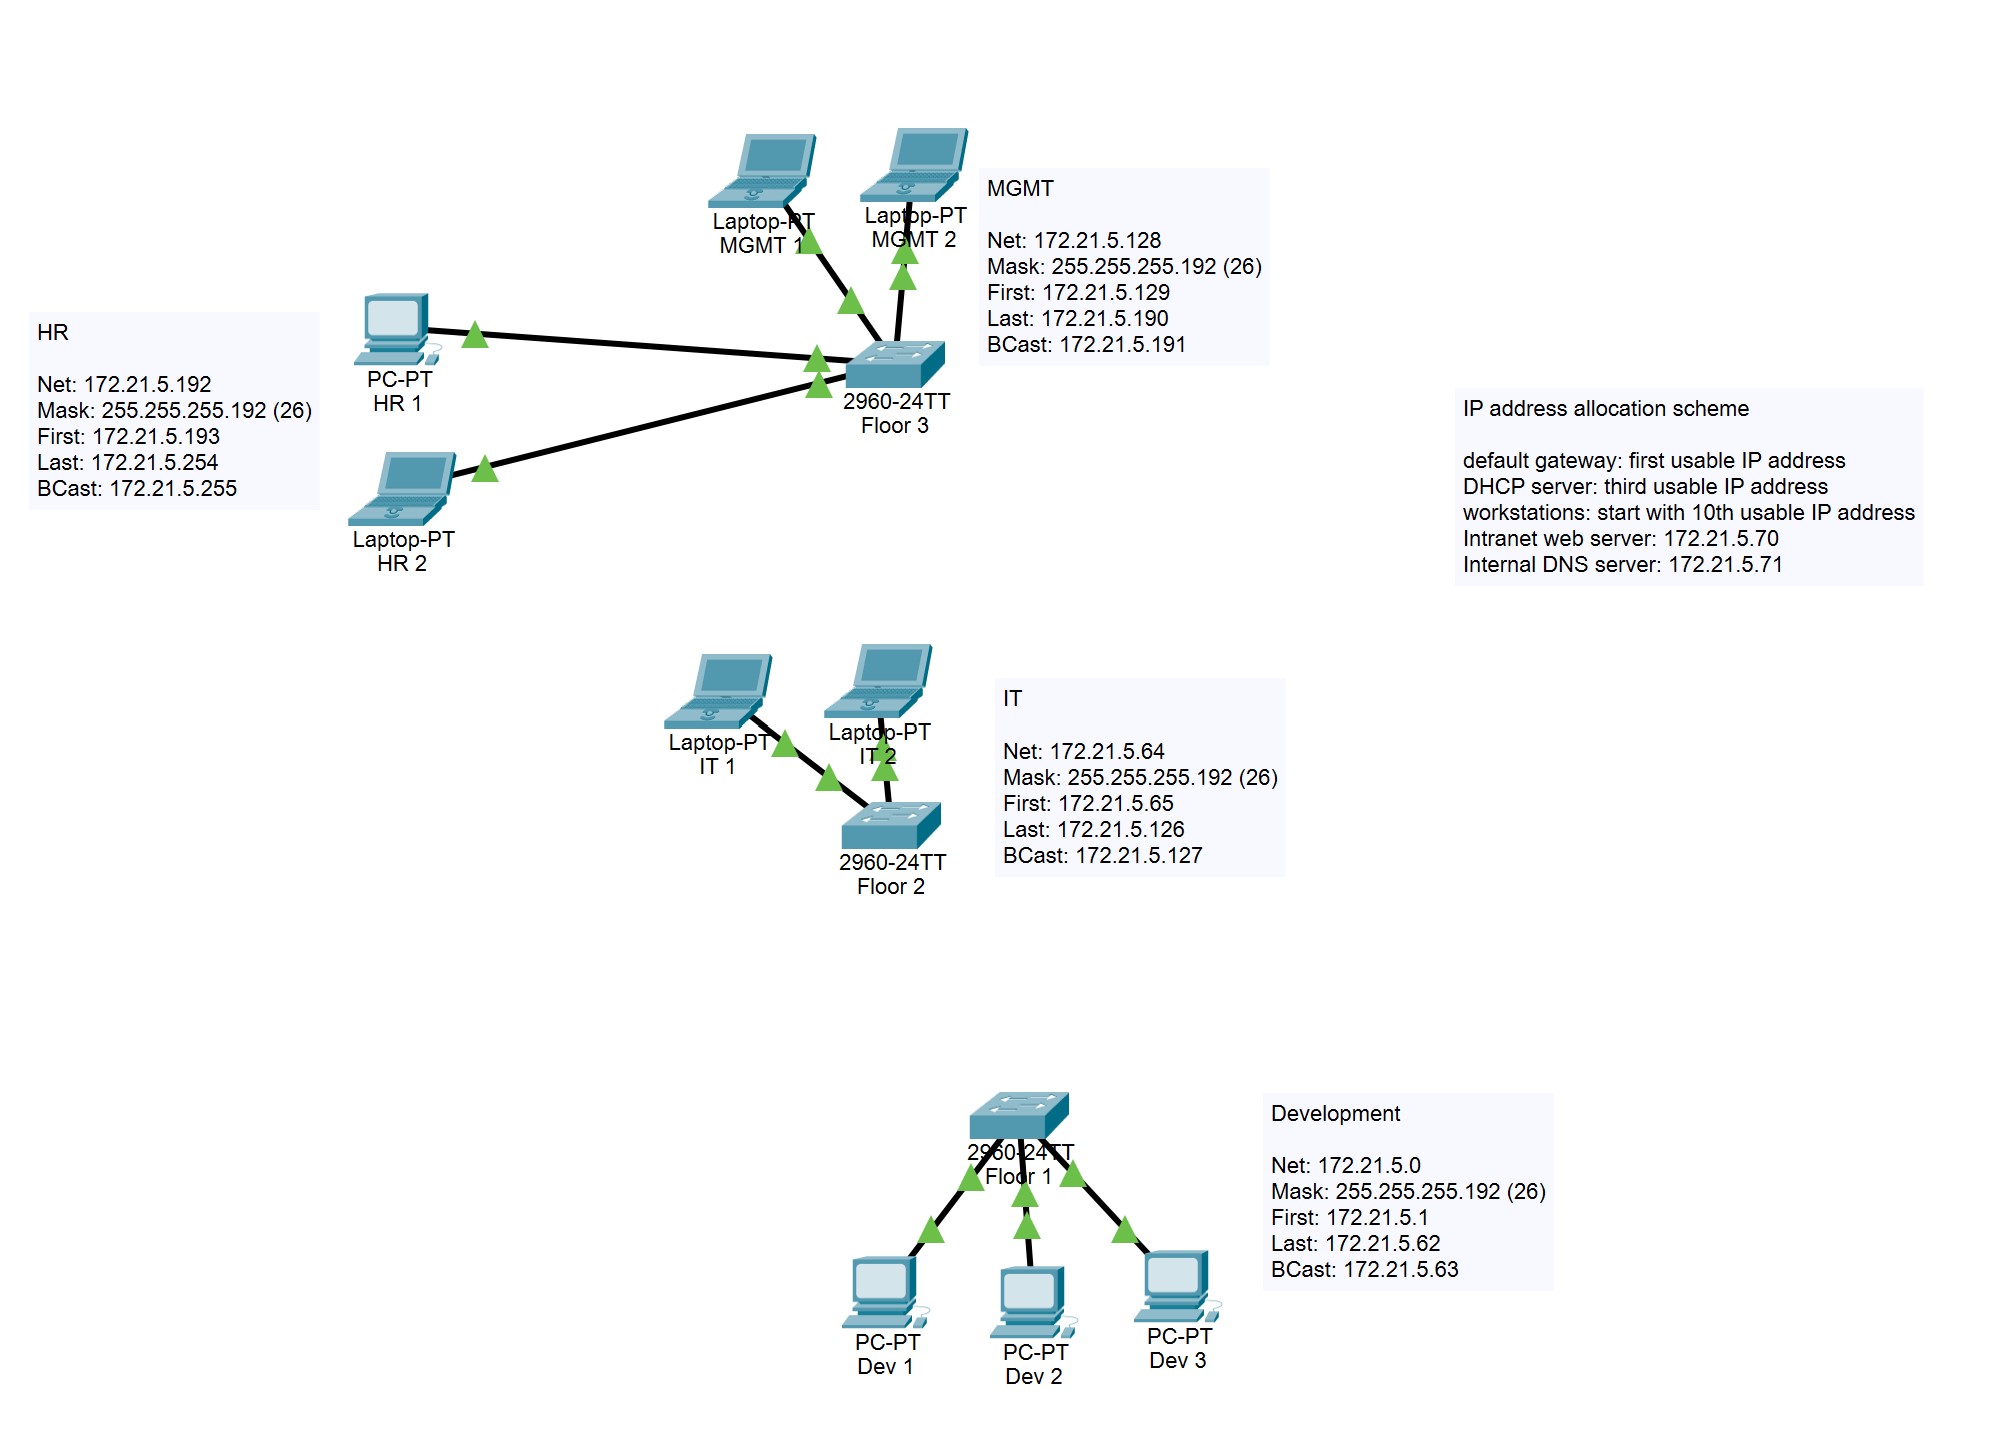 Laptop-PT
MGMT 1
Laptop-PT
MGMT 2
MGMT
Net: 172.21.5.128
Mask: 255.255.255.192 (26)
First: 172.21.5.129
Last: 172.21.5.190
BCast: 172.21.5.191
HR
Net: 172.21.5.192
Mask: 255.255.255.192 (26)
First: 172.21.5.193
Last: 172.21.5.254
BCast: 172.21.5.255
PC-PT
HR 1
2960-24TT
Floor 3
Laptop-PT
HR 2
IP address allocation scheme
default gateway: first usable IP address
DHCP server: third usable IP address
workstations: start with 10th usable IP address
Intranet web server: 172.21.5.70
Internal DNS server: 172.21.5.71
Laptop-PT
IT 1
Laptop-PT
IT 2
2960-24TT
Floor 2
IT
Net: 172.21.5.64
Mask: 255.255.255.192 (26)
First: 172.21.5.65
Last: 172.21.5.126
BCast: 172.21.5.127
2960-24TT
Floor 1
Development
Net: 172.21.5.0
Mask: 255.255.255.192 (26)
First: 172.21.5.1
Last: 172.21.5.62
BCast: 172.21.5.63
PC-PT
Dev 1
PC-PT
Dev 2
PC-PT
Dev 3